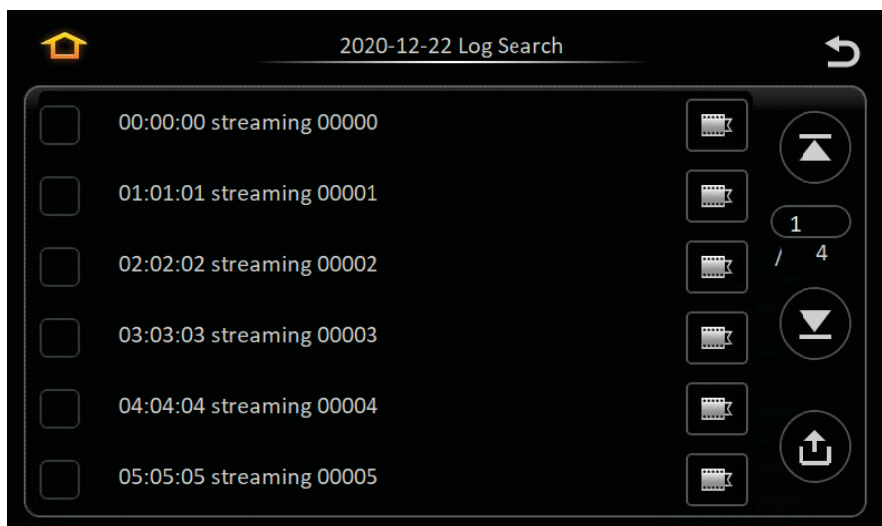 2020-12-22 Log Search
00:00:00 streaming 00000
01:01:01 streaming 00001
1
02:02:02 streaming 00002
/ 4
03:03:03 streaming 00003
04:04:04 streaming 00004
05:05:05 streaming 00005